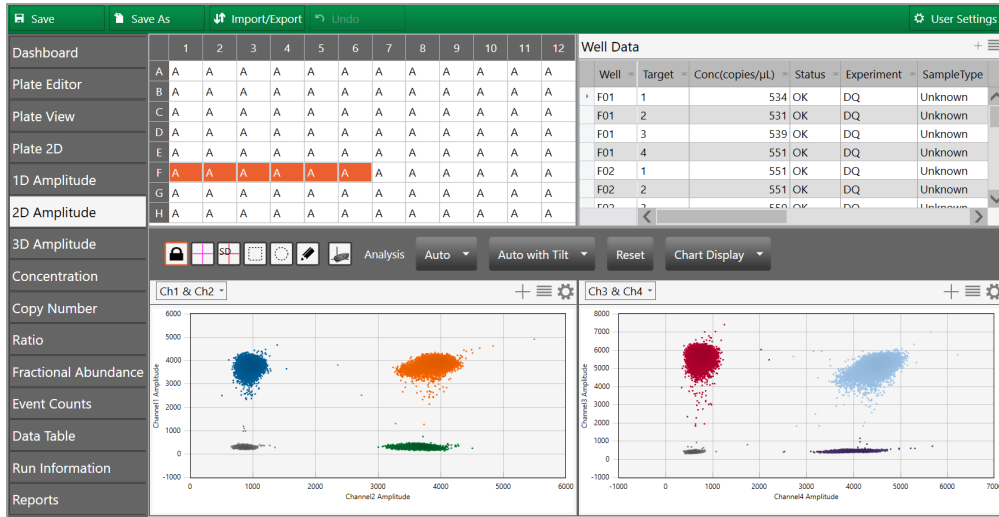 Save Save As Import/Export Undo User Settings
Dashboard
Plate Editor
Plate View
Plate 2D
1D Amplitude
2D Amplitude
3D Amplitude
Concentration
Copy Number
Ratio
Fractional Abundance
Event Counts
Data Table
Run Information
Reports
1 2 3 4 5 6 7 8 9 10 11 12
A A A A A A A A A A A A A
B A A A A A A A A A A A A
C A A A A A A A A A A A A
D A A A A A A A A A A A A
E A A A A A A A A A A A A
F A A A A A A A A A A A A
G A A A A A A A A A A A A
H A A A A A A A A A A A A
Well Data
Well Target Conc(copies/µL) Status Experiment SampleType
F01 1 534 OK DQ Unknown
F01 2 531 OK DQ Unknown
F01 3 539 OK DQ Unknown
F01 4 551 OK DQ Unknown
F02 1 551 OK DQ Unknown
F02 2 551 OK DQ Unknown
SD Analysis Auto Auto with Tilt Reset Chart Display
Ch1 & Ch2
6000
5000
4000
3000
2000
1000
0
-1000
Channel1 Amplitude
0 1000 2000 3000 4000 5000 6000
Channel2 Amplitude
Ch3 & Ch4
8000
7000
6000
5000
4000
3000
2000
1000
0
-1000
Channel3 Amplitude
-1000 0 1000 2000 3000 4000 5000 6000 700
Channel4 Amplitude